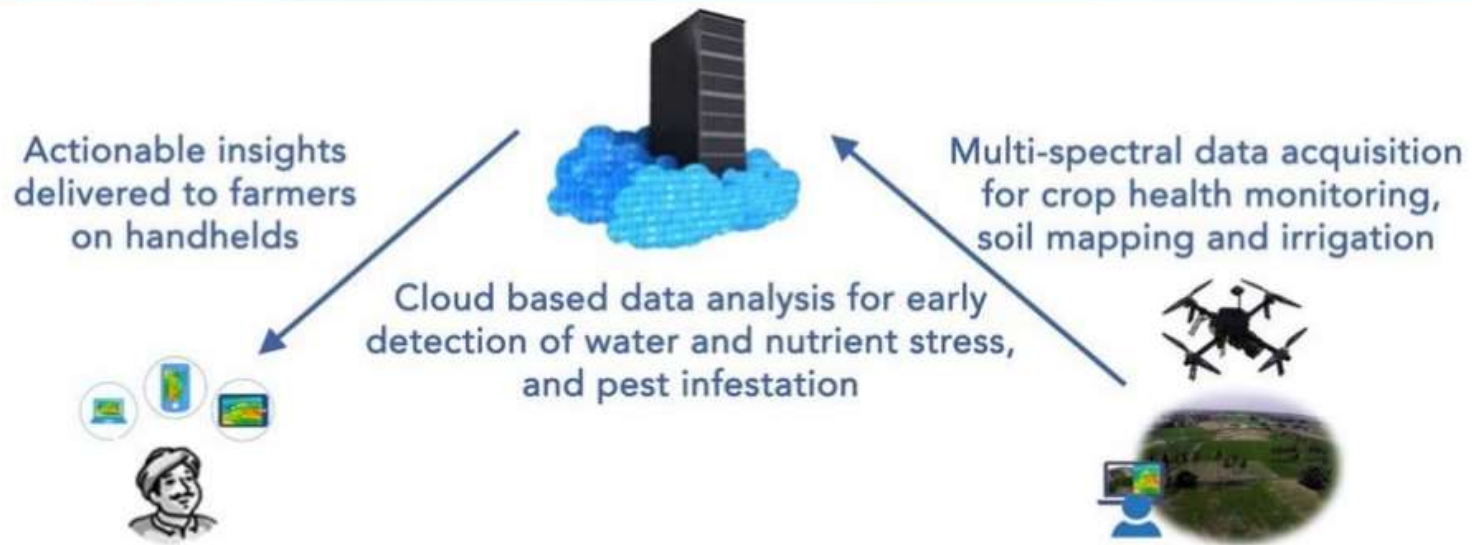 Actionable insights
delivered to farmers
on handhelds
Multi-spectral data acquisition
for crop health monitoring,
soil mapping and irrigation
Cloud based data analysis for early
detection of water and nutrient stress,
and pest infestation